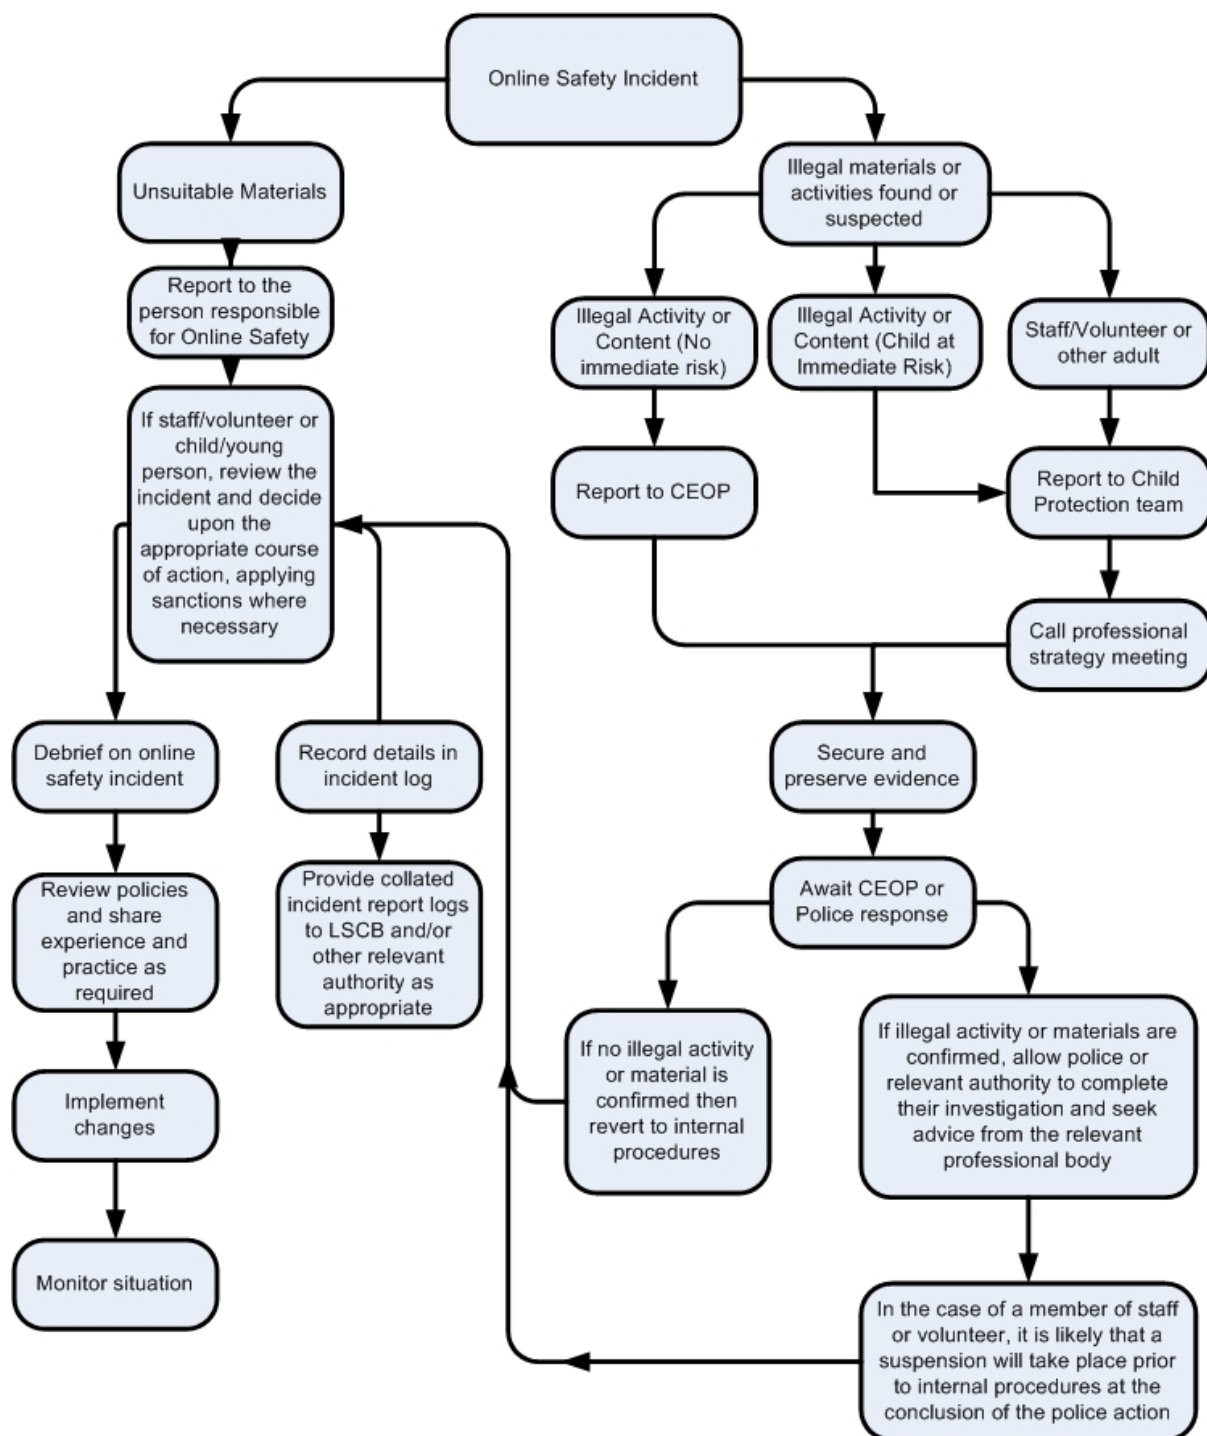 Online Safety Incident
Unsuitable Materials
Report to the
person responsible
for Online Safety
If staff/volunteer or
child/young
person, review the
incident and decide
upon the
appropriate course
of action, applying
sanctions where
necessary
Debrief on online
safety incident
Review policies
and share
experience and
practice as
required
Implement
changes
Monitor situation
Record details in
incident log
Provide collated
incident report logs
to LSCB and/or
other relevant
authority as
appropriate
Illegal materials or
activities found or
suspected
Illegal Activity or
Content (No
immediate risk)
Illegal Activity or
Content (Child at
Immediate Risk)
Staff/Volunteer or
other adult
Report to CEOP
Report to Child
Protection team
Call professional
strategy meeting
Secure and
preserve evidence
Await CEOP or
Police response
If no illegal activity
or material is
confirmed then
revert to internal
procedures
If illegal activity or materials are
confirmed, allow police or
relevant authority to complete
their investigation and seek
advice from the relevant
professional body
In the case of a member of staff
or volunteer, it is likely that a
suspension will take place prior
to internal procedures at the
conclusion of the police action